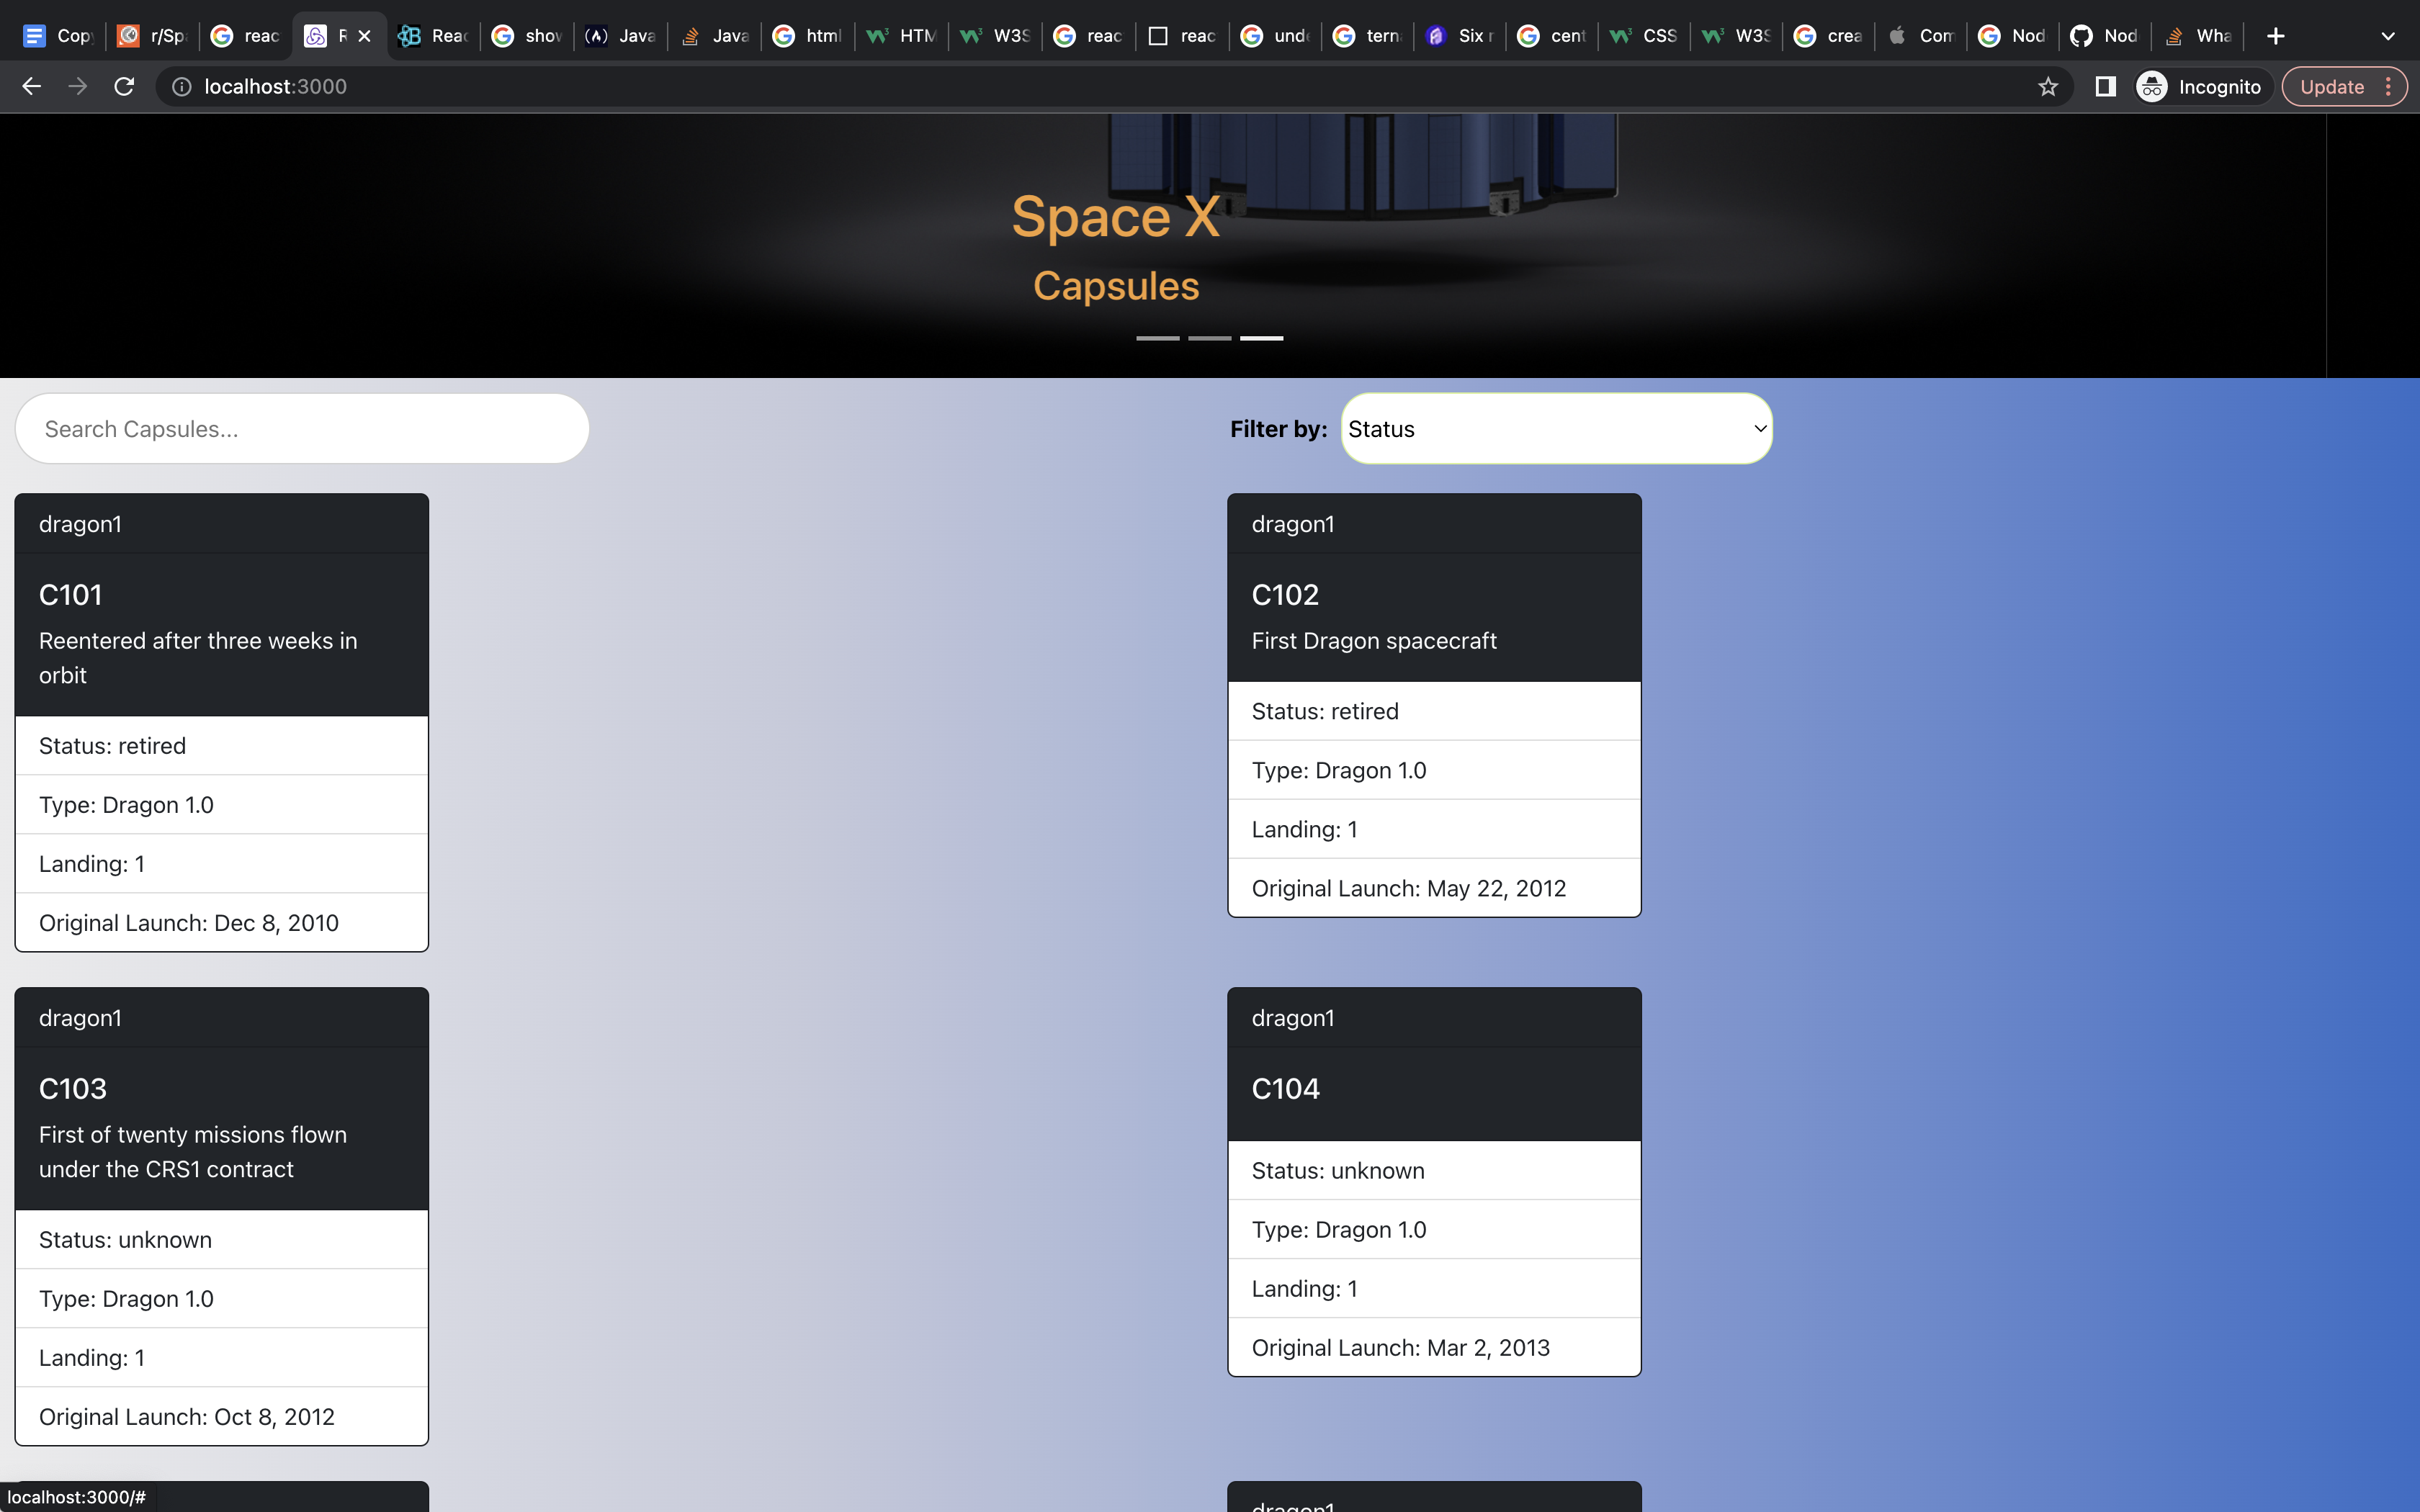 Copy r/Sp reac R Reac show Java Java html HTM W3S reac reac unde tern Six r cent CSS W3S crea Com Nod Nod Wha
localhost:3000 Incognito Update
Space X
Capsules
Search Capsules... Filter by: Status
dragon1
C101
Reentered after three weeks in
orbit
Status: retired
Type: Dragon 1.0
Landing: 1
Original Launch: Dec 8, 2010
dragon1
C102
First Dragon spacecraft
Status: retired
Type: Dragon 1.0
Landing: 1
Original Launch: May 22, 2012
dragon1
C103
First of twenty missions flown
under the CRS1 contract
Status: unknown
Type: Dragon 1.0
Landing: 1
Original Launch: Oct 8, 2012
dragon1
C104
Status: unknown
Type: Dragon 1.0
Landing: 1
Original Launch: Mar 2, 2013
dragon1
localhost:3000/#